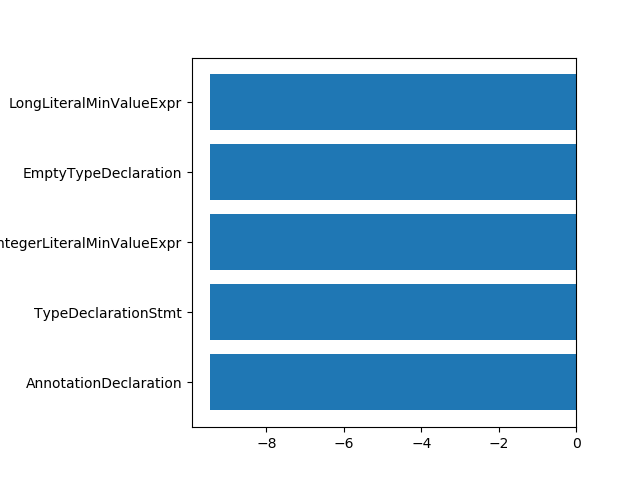 LongLiteralMinValueExpr
EmptyTypeDeclaration
ntegerLiteralMinValueExpr
TypeDeclarationStmt
AnnotationDeclaration
−8 −6 −4 −2 0